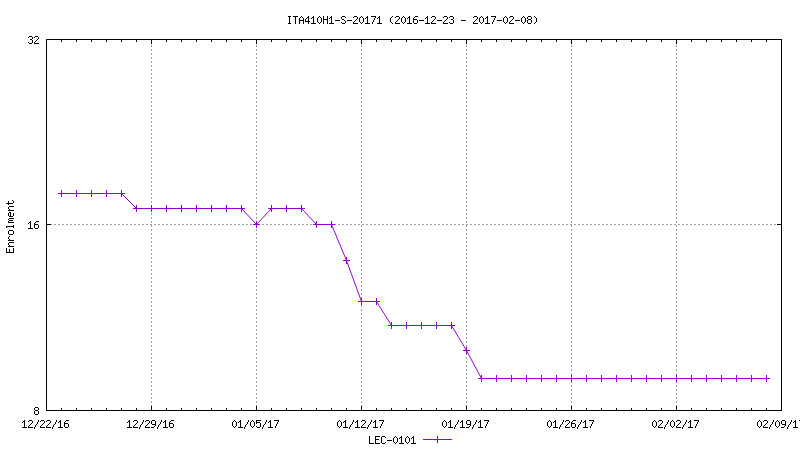 ITA410H1-S-20171 (2016-12-23 - 2017-02-08)
32
16
8
Enrolment
12/22/16 12/29/16 01/05/17 01/12/17 01/19/17 01/26/17 02/02/17 02/09/1
LEC-0101